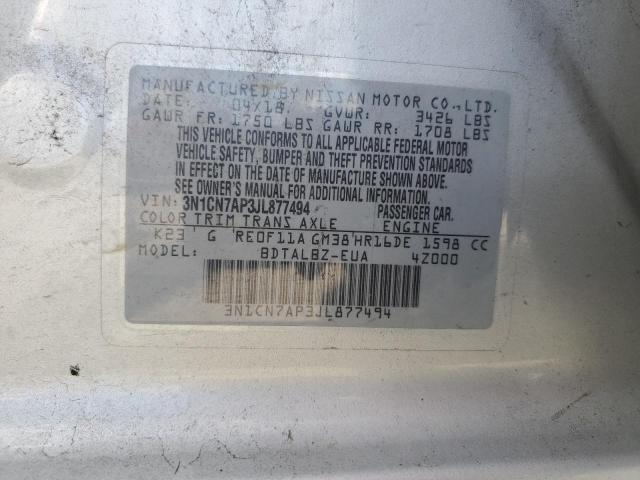 MANUFACTURED BY NISSAN MOTOR CO.,LTD.
DATE: 04/18 GVWR: 3426 LBS
GAWR FR: 1750 LBS GAWR RR: 1708 LBS
THIS VEHICLE CONFORMS TO ALL APPLICABLE FEDERAL MOTOR
VEHICLE SAFETY, BUMPER AND THEFT PREVENTION STANDARDS
IN EFFECT ON THE DATE OF MANUFACTURE SHOWN ABOVE.
SEE OWNER'S MANUAL FOR ADDITIONAL INFORMATION.
VIN: 3N1CN7AP3JL877494 PASSENGER CAR.
COLOR TRIM TRANS AXLE ENGINE
K23 G RE0F11A GM38 HR16DE 1598 CC
MODEL: BDTALBZ-EUA 4Z000
3N1CN7AP3JL877494